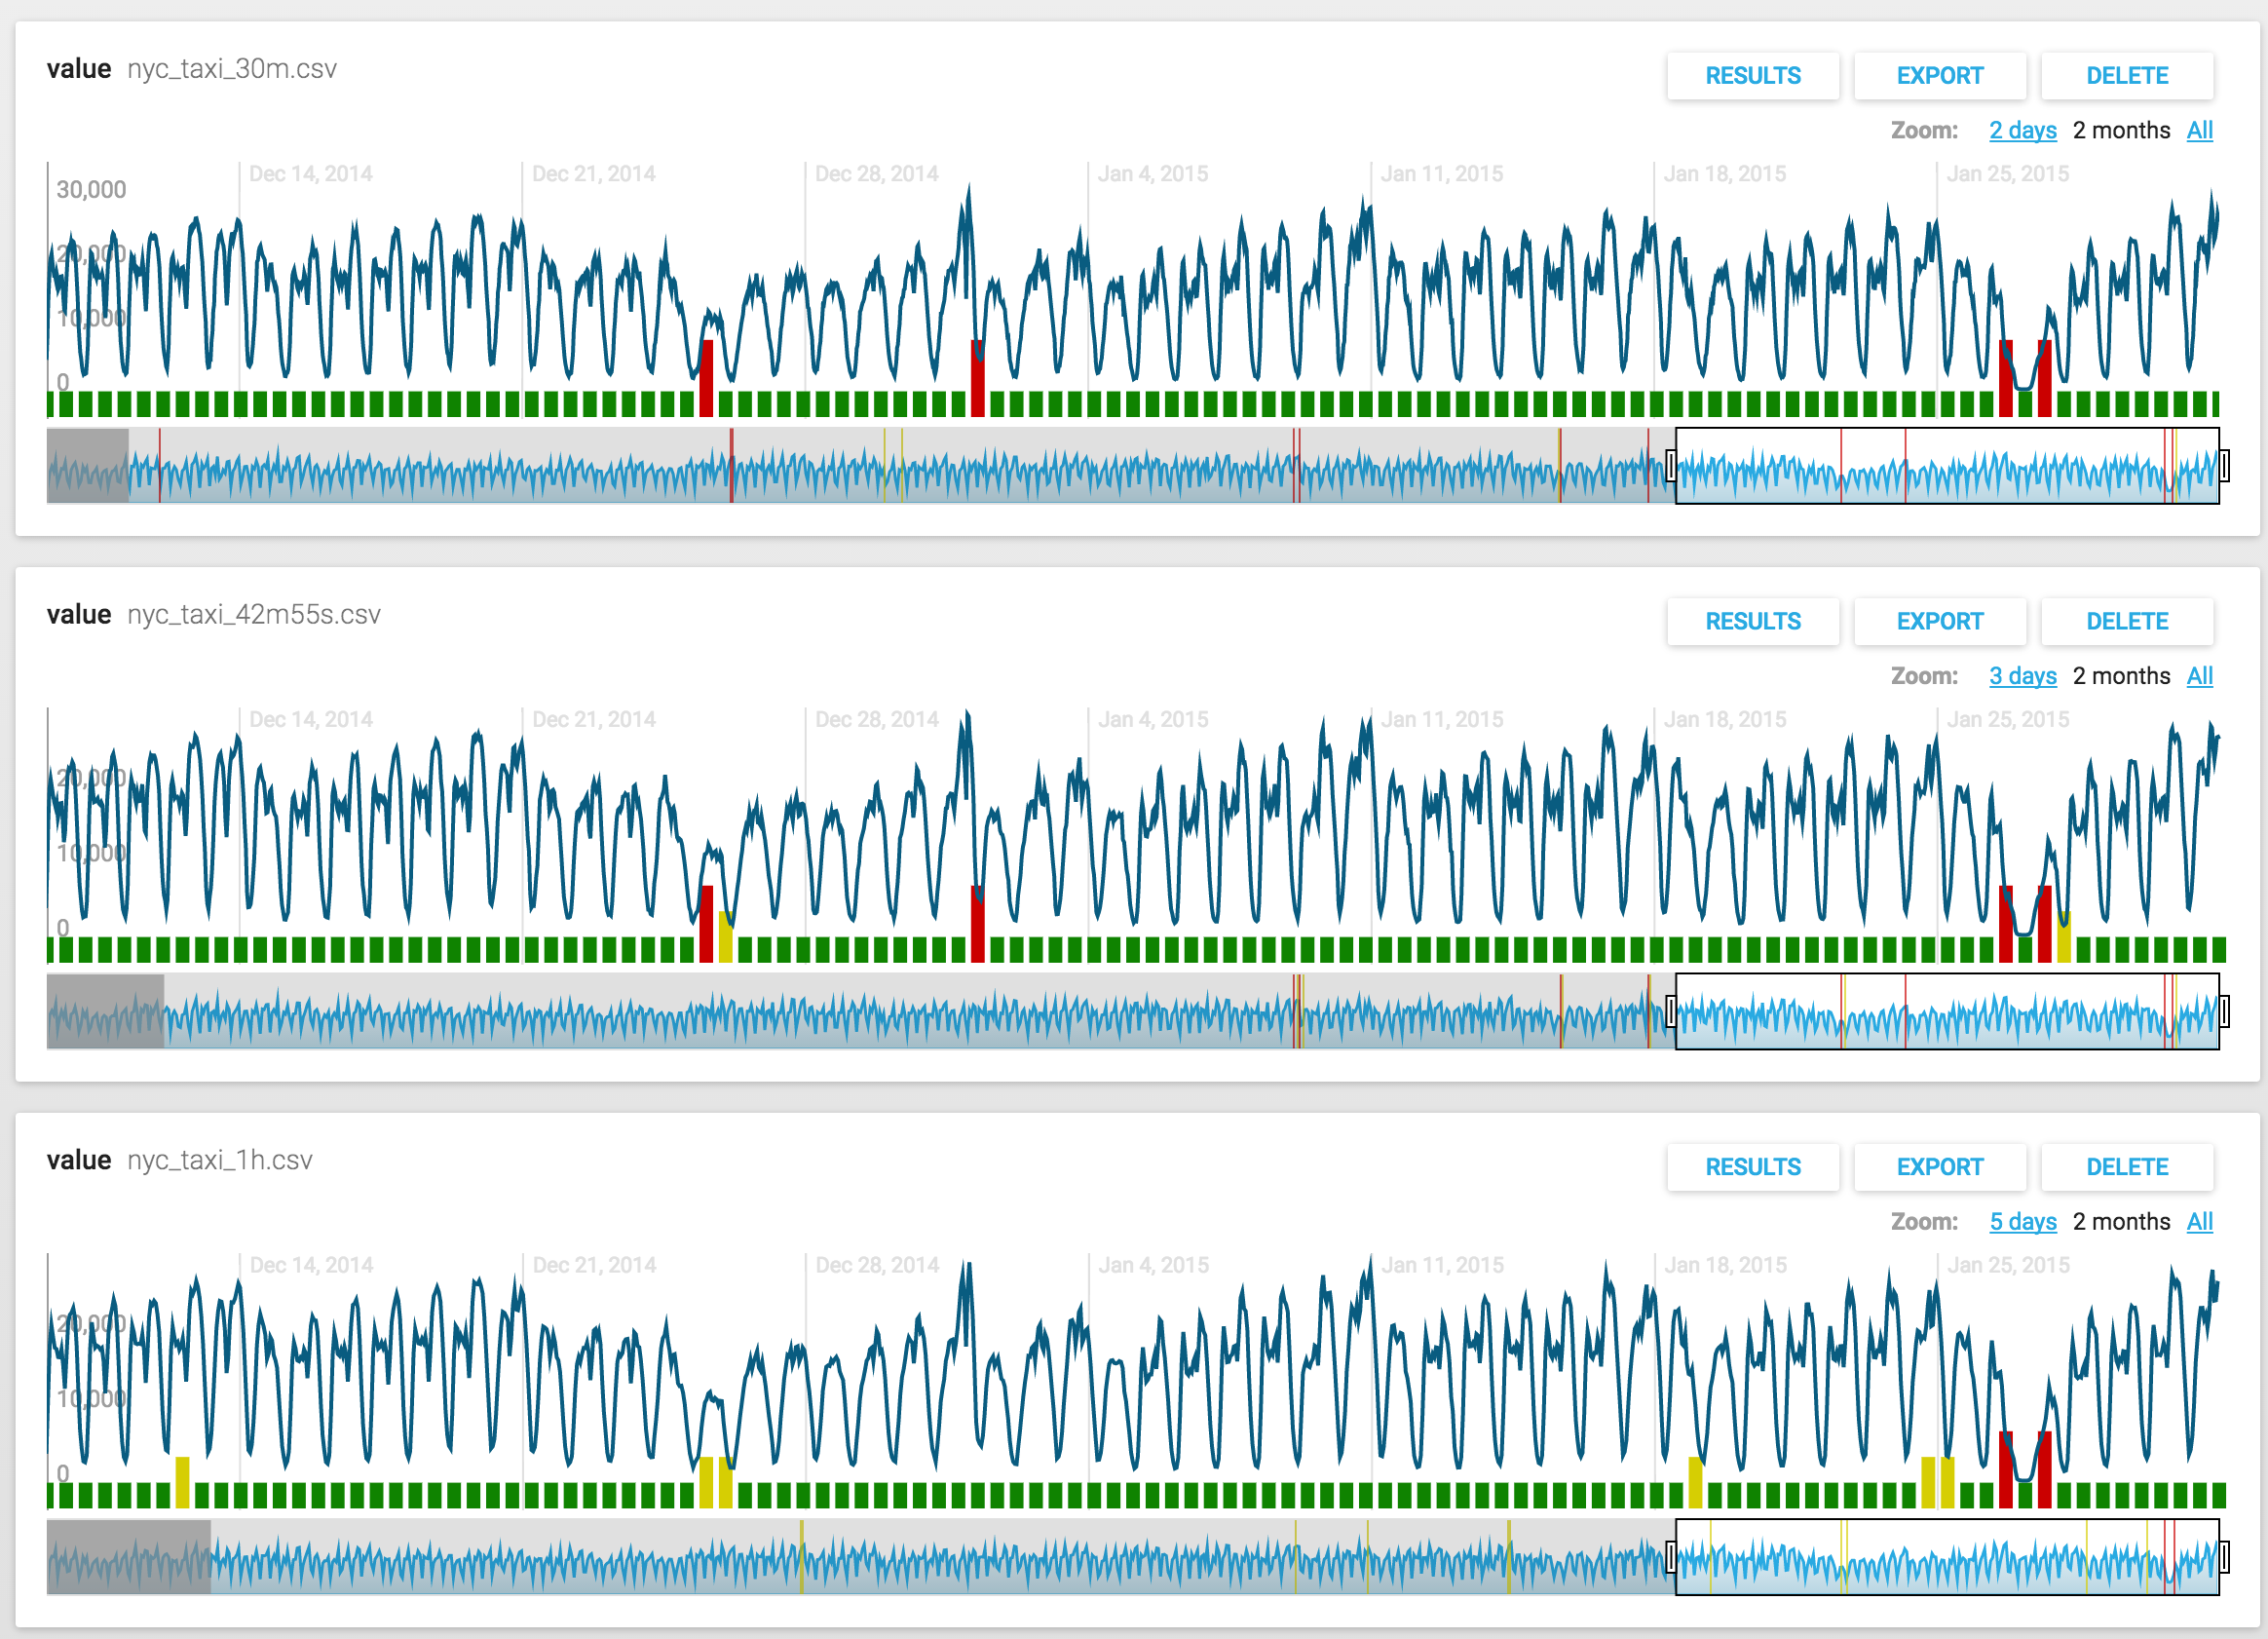 value nyc_taxi_30m.csv
RESULTS EXPORT DELETE
Zoom: 2 days 2 months All
Dec 14, 2014 Dec 21, 2014 Dec 28, 2014 Jan 4, 2015 Jan 11, 2015 Jan 18, 2015 Jan 25, 2015
30,000
20,000
10,000
0
value nyc_taxi_42m55s.csv
RESULTS EXPORT DELETE
Zoom: 3 days 2 months All
Dec 14, 2014 Dec 21, 2014 Dec 28, 2014 Jan 4, 2015 Jan 11, 2015 Jan 18, 2015 Jan 25, 2015
20,000
10,000
0
value nyc_taxi_1h.csv
RESULTS EXPORT DELETE
Zoom: 5 days 2 months All
Dec 14, 2014 Dec 21, 2014 Dec 28, 2014 Jan 4, 2015 Jan 11, 2015 Jan 18, 2015 Jan 25, 2015
20,000
10,000
0